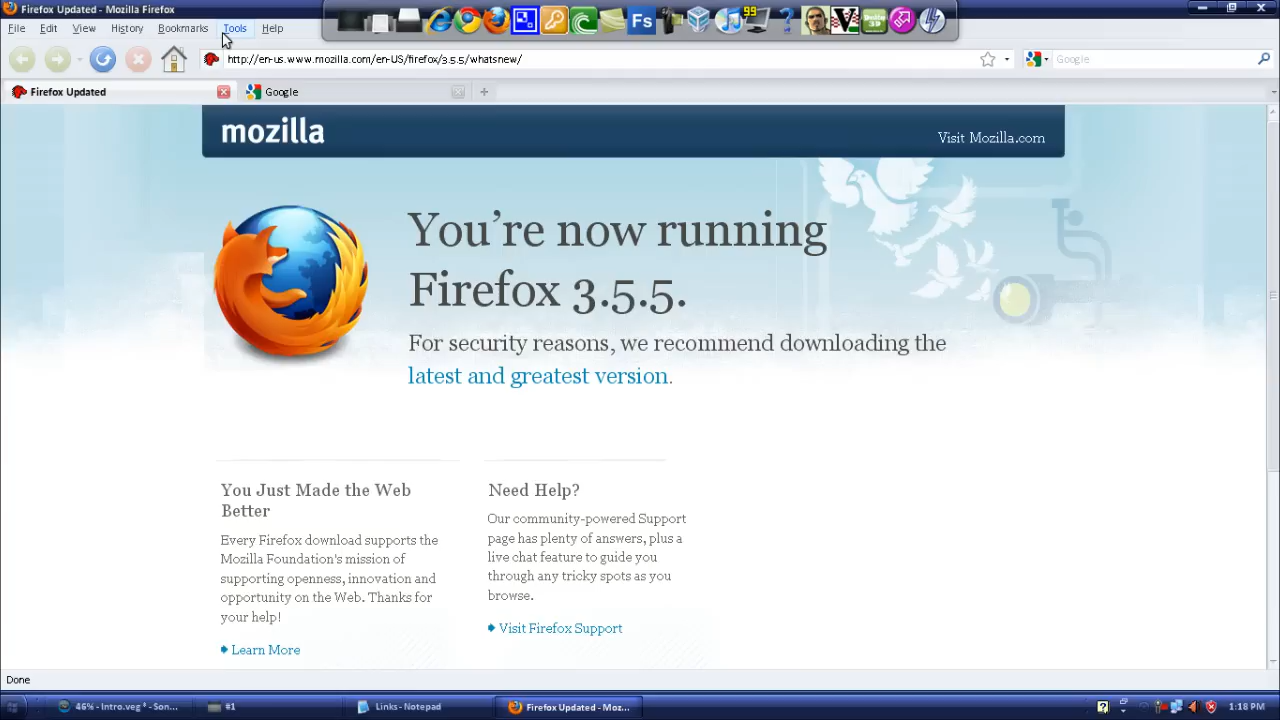 Firefox Updated - Mozilla Firefox
File Edit View History Bookmarks Tools Help
Fs
99
http://en-us.www.mozilla.com/en-US/firefox/3.5.5/whatsnew/
Google
Firefox Updated
Google
mozilla
Visit Mozilla.com
You're now running
Firefox 3.5.5.
For security reasons, we recommend downloading the
latest and greatest version.
You Just Made the Web
Better
Every Firefox download supports the
Mozilla Foundation's mission of
supporting openness, innovation and
opportunity on the Web. Thanks for
your help!
Learn More
Need Help?
Our community-powered Support
page has plenty of answers, plus a
live chat feature to guide you
through any tricky spots as you
browse.
Visit Firefox Support
Done
46% - Intro.veg * - Son...
#1
Links - Notepad
Firefox Updated - Moz...
1:18 PM